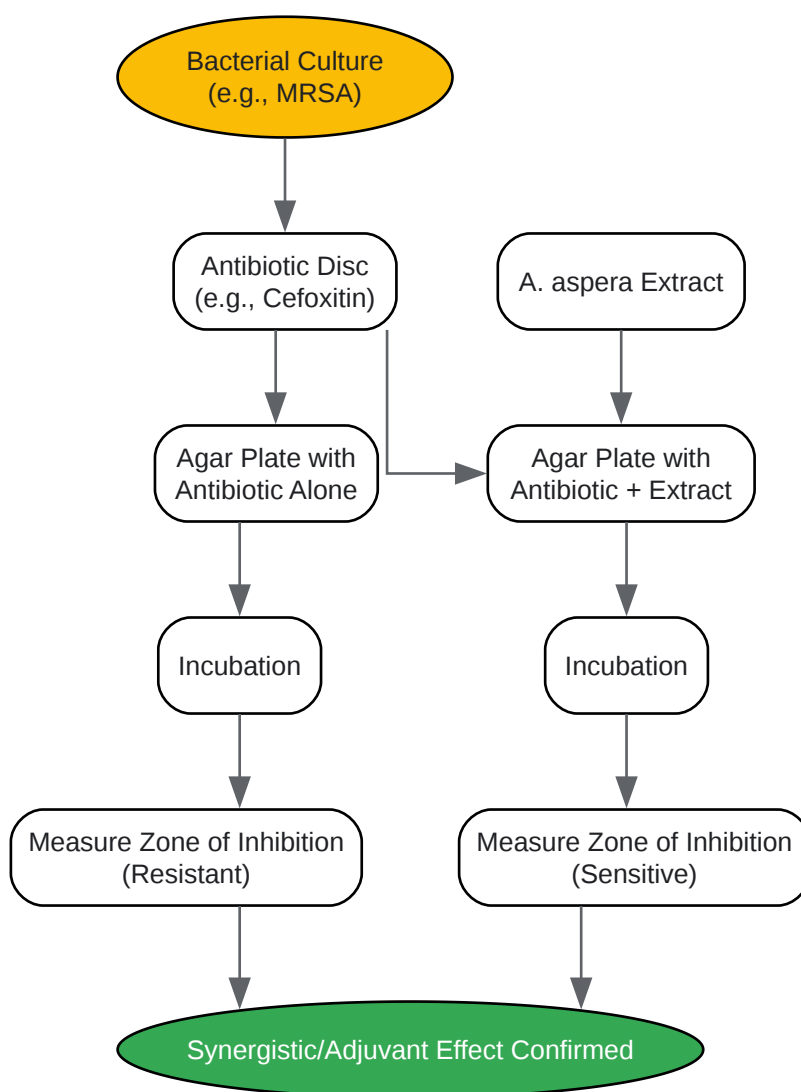 Bacterial Culture
(e.g., MRSA)
Antibiotic Disc
(e.g., Cefoxitin)
A. aspera Extract
Agar Plate with
Antibiotic Alone
Agar Plate with
Antibiotic + Extract
Incubation
Incubation
Measure Zone of Inhibition
(Resistant)
Measure Zone of Inhibition
(Sensitive)
Synergistic/Adjuvant Effect Confirmed